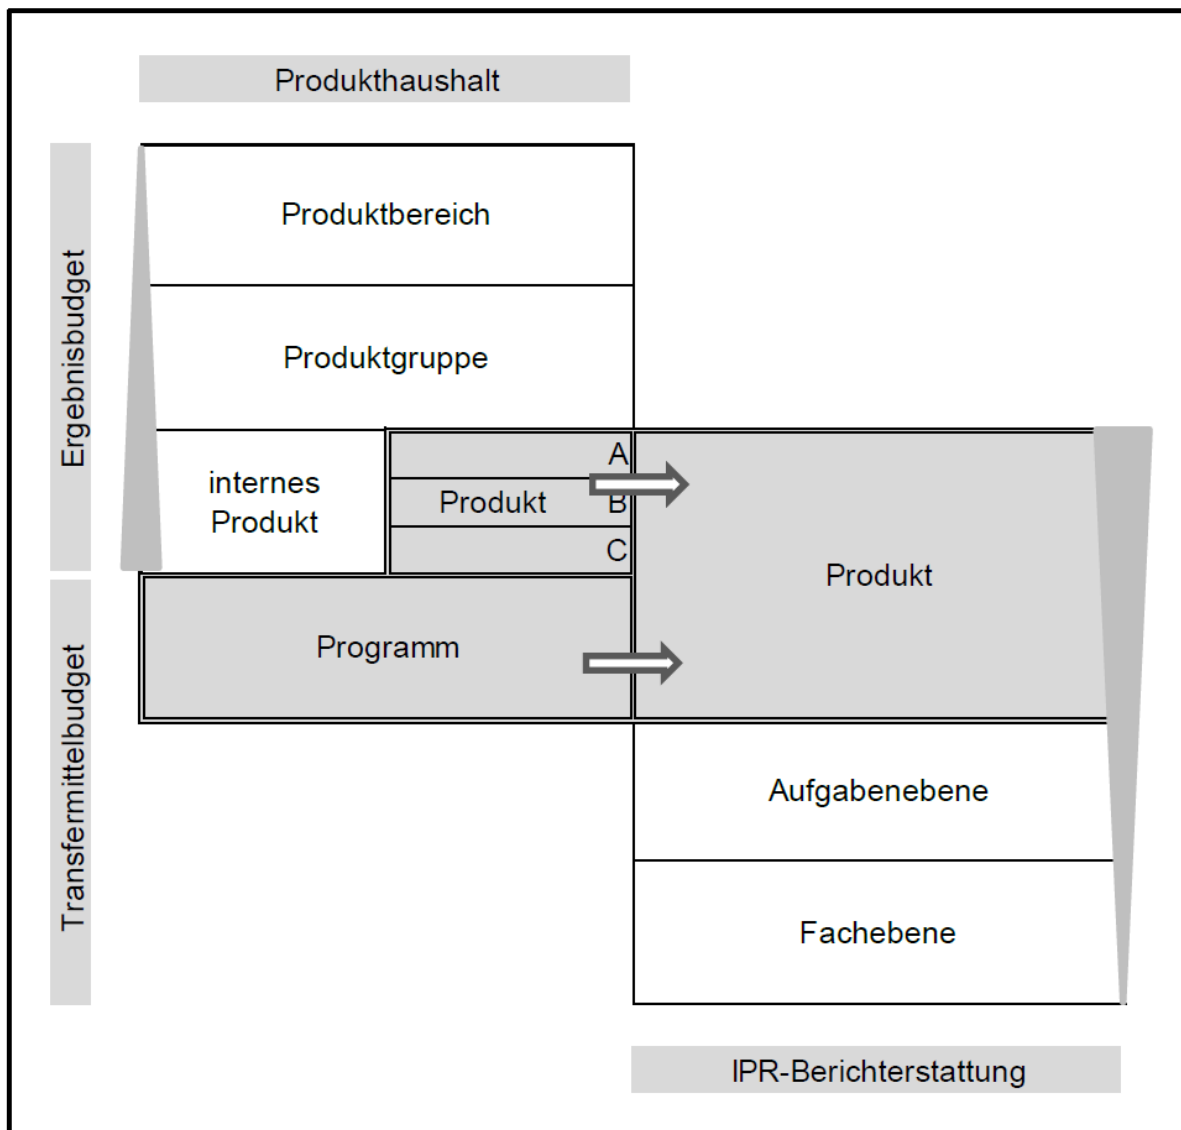 Produkthaushalt
Ergebnisbudget
Produktbereich
Produktgruppe
internes
Produkt
A
Produkt B
C
Produkt
Transfermittelbudget
Programm
Aufgabenebene
Fachebene
IPR-Berichterstattung